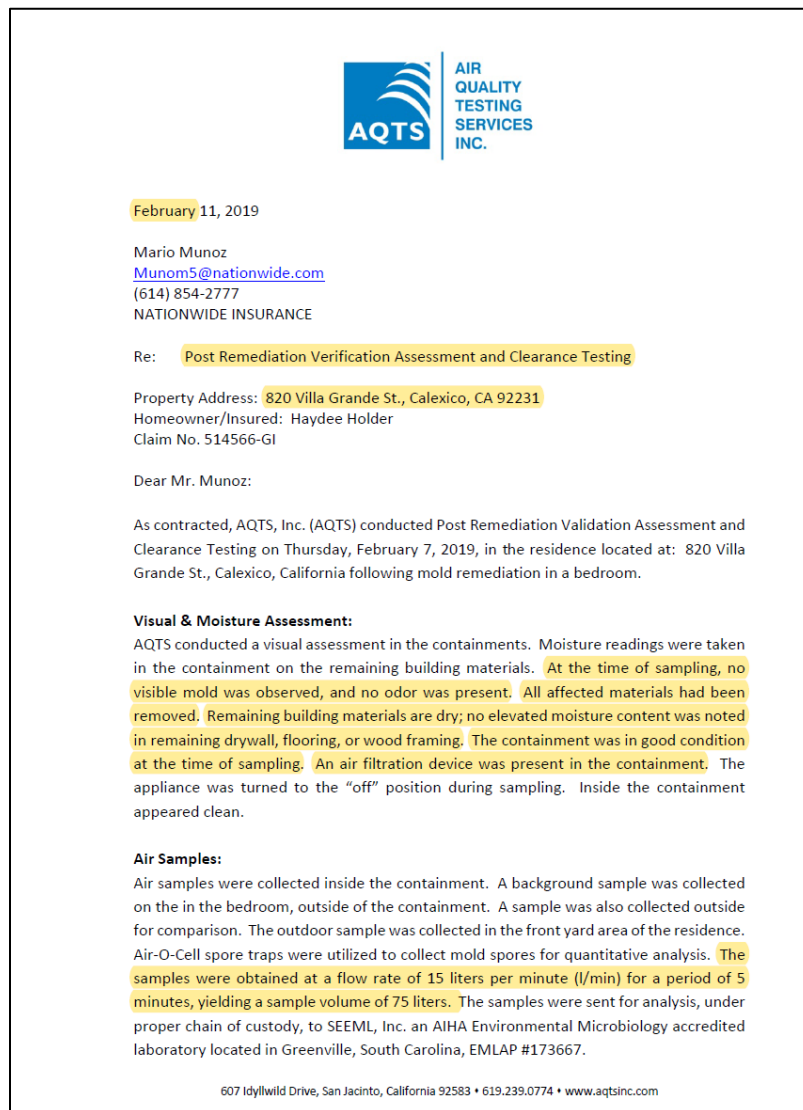 AQTS
AIR
QUALITY
TESTING
SERVICES
INC.
February 11, 2019
Mario Munoz
Munom5@nationwide.com
(614) 854-2777
NATIONWIDE INSURANCE
Re: Post Remediation Verification Assessment and Clearance Testing
Property Address: 820 Villa Grande St., Calexico, CA 92231
Homeowner/Insured: Haydee Holder
Claim No. 514566-GI
Dear Mr. Munoz:
As contracted, AQTS, Inc. (AQTS) conducted Post Remediation Validation Assessment and
Clearance Testing on Thursday, February 7, 2019, in the residence located at: 820 Villa
Grande St., Calexico, California following mold remediation in a bedroom.
Visual & Moisture Assessment:
AQTS conducted a visual assessment in the containments. Moisture readings were taken
in the containment on the remaining building materials. At the time of sampling, no
visible mold was observed, and no odor was present. All affected materials had been
removed. Remaining building materials are dry; no elevated moisture content was noted
in remaining drywall, flooring, or wood framing. The containment was in good condition
at the time of sampling. An air filtration device was present in the containment. The
appliance was turned to the “off” position during sampling. Inside the containment
appeared clean.
Air Samples:
Air samples were collected inside the containment. A background sample was collected
on the in the bedroom, outside of the containment. A sample was also collected outside
for comparison. The outdoor sample was collected in the front yard area of the residence.
Air-O-Cell spore traps were utilized to collect mold spores for quantitative analysis. The
samples were obtained at a flow rate of 15 liters per minute (l/min) for a period of 5
minutes, yielding a sample volume of 75 liters. The samples were sent for analysis, under
proper chain of custody, to SEEML, Inc. an AIHA Environmental Microbiology accredited
laboratory located in Greenville, South Carolina, EMLAP #173667.
607 Idyllwild Drive, San Jacinto, California 92583 • 619.239.0774 • www.aqtsinc.com